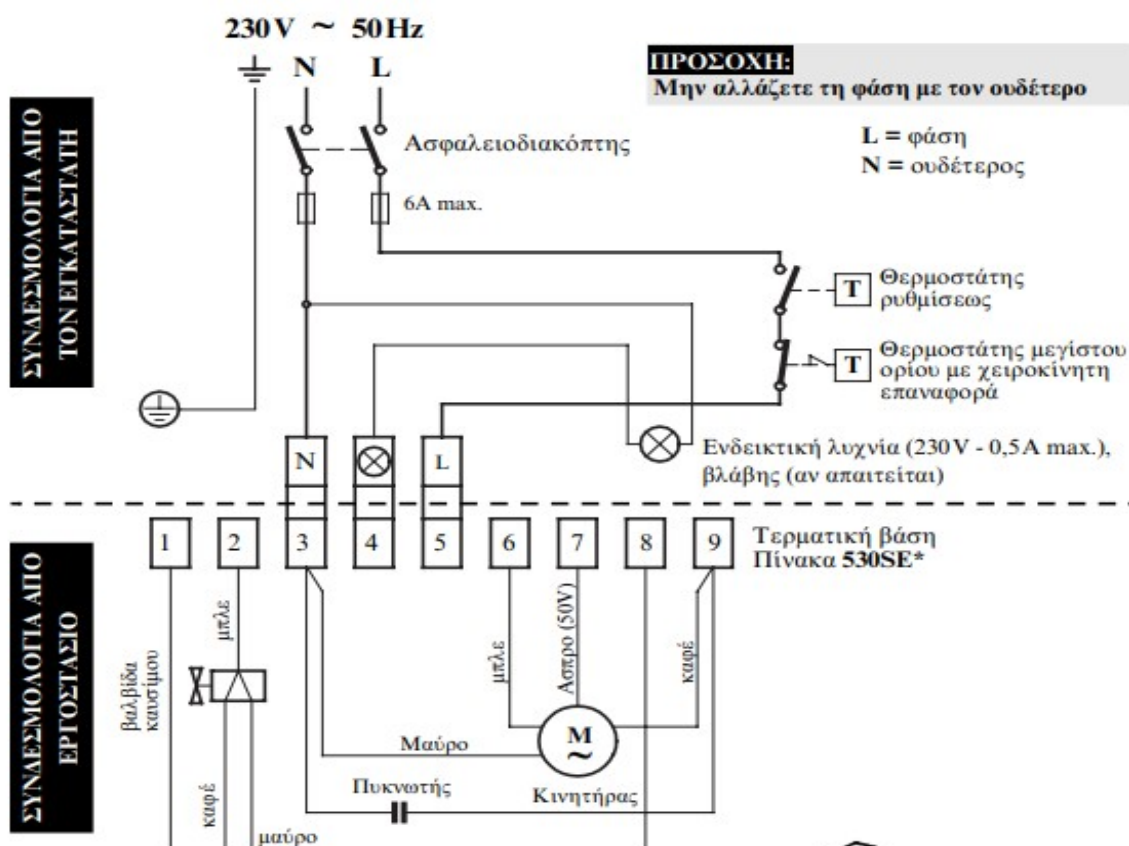 230V ~ 50Hz
N L
ΠΡΟΣΟΧΗ:
Μην αλλάζετε τη φάση με τον ουδέτερο
L = φάση
N = ουδέτερος
Ασφαλειοδιακόπτης
6A max.
ΣΥΝΔΕΣΜΟΛΟΓΙΑ ΑΠΟ
ΤΟΝ ΕΓΚΑΤΑΣΤΑΤΗ
T
Θερμοστάτης
ρυθμίσεως
T
Θερμοστάτης μεγίστου
ορίου με χειροκίνητη
επαναφορά
N L
Ενδεικτική λυχνία (230V - 0,5A max.),
βλάβης (αν απαιτείται)
1 2 3 4 5 6 7 8 9
Τερματική βάση
Πίνακα 530SE*
ΣΥΝΔΕΣΜΟΛΟΓΙΑ ΑΠΟ
ΕΡΓΟΣΤΑΣΙΟ
βαλβίδα
καυσίμου
μπλε
μπλε
Ασπρο (50V)
καφέ
M
~
Μαύρο
Κινητήρας
Πυκνωτής
καφέ
μαύρο